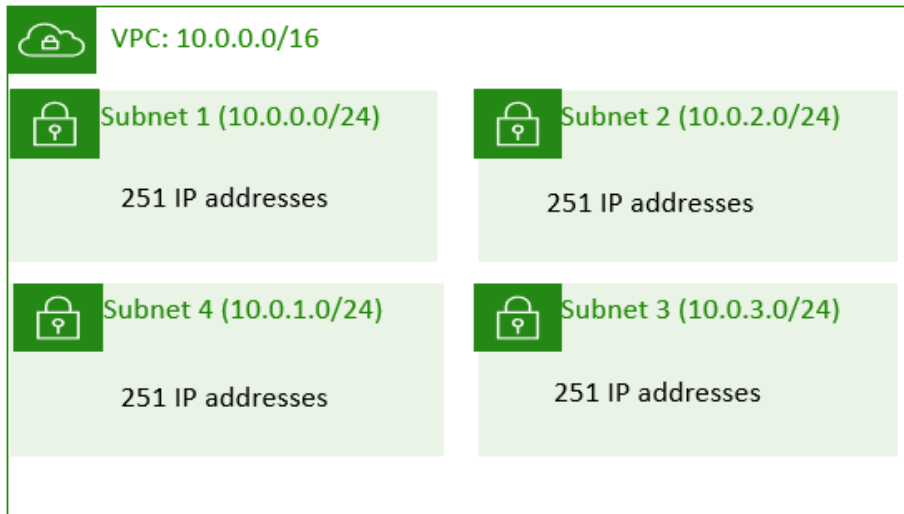 VPC: 10.0.0.0/16
Subnet 1 (10.0.0.0/24)
251 IP addresses
Subnet 2 (10.0.2.0/24)
251 IP addresses
Subnet 4 (10.0.1.0/24)
251 IP addresses
Subnet 3 (10.0.3.0/24)
251 IP addresses